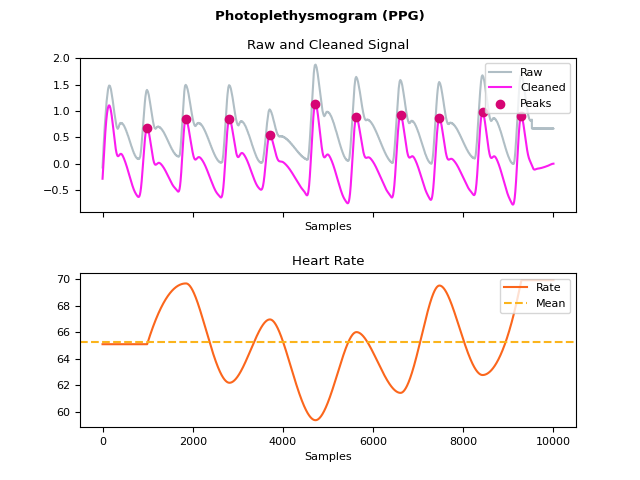 Photoplethysmogram (PPG)
Raw and Cleaned Signal
2.0
1.5
1.0
0.5
0.0
−0.5
Raw
Cleaned
Peaks
Samples
Heart Rate
70
68
66
64
62
60
Rate
Mean
0 2000 4000 6000 8000 10000
Samples